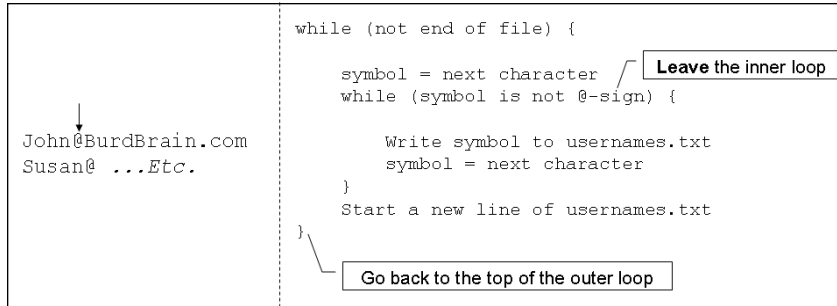 John@BurdBrain.com
Susan@ ...Etc.
while (not end of file) {
symbol = next character
while (symbol is not @-sign) {
Write symbol to usernames.txt
symbol = next character
}
Start a new line of usernames.txt
}
Leave the inner loop
Go back to the top of the outer loop